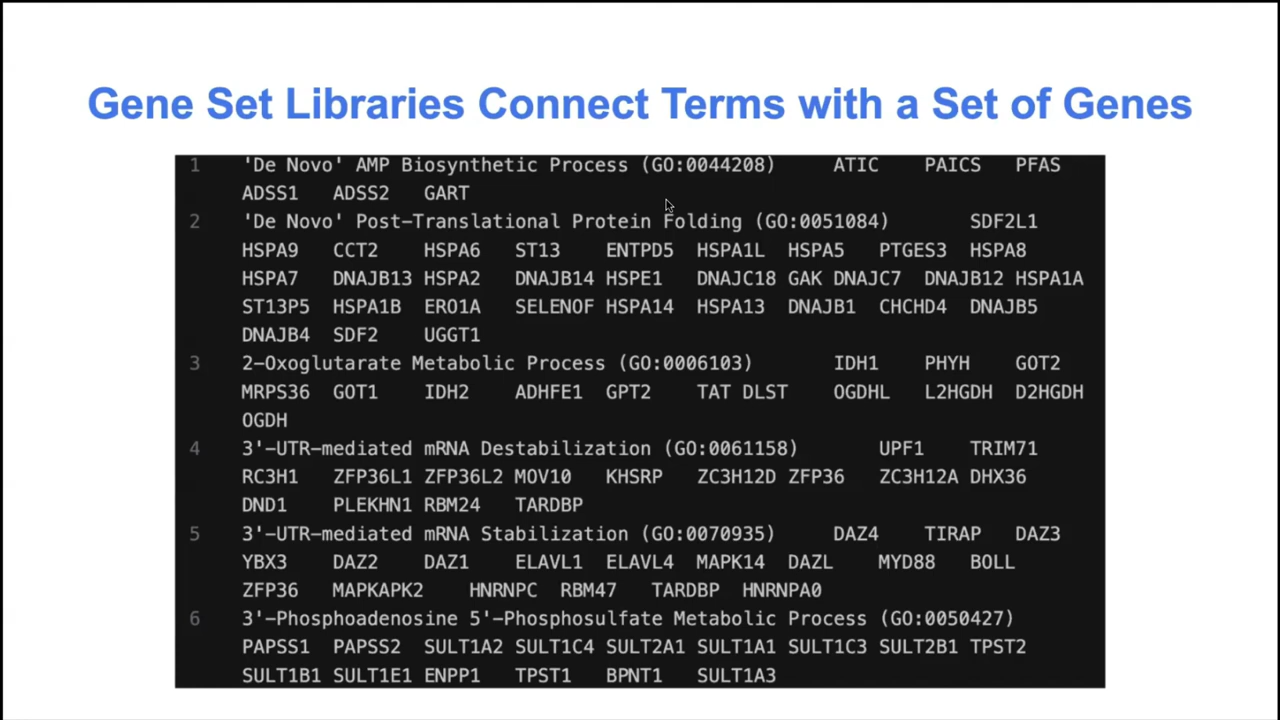 Gene Set Libraries Connect Terms with a Set of Genes
1 'De Novo' AMP Biosynthetic Process (GO:0044208) ATIC PAICS PFAS
ADSS1 ADSS2 GART
2 'De Novo' Post-Translational Protein Folding (GO:0051084) SDF2L1
HSPA9 CCT2 HSPA6 ST13 ENTPD5 HSPA1L HSPA5 PTGES3 HSPA8
HSPA7 DNAJB13 HSPA2 DNAJB14 HSPE1 DNAJC18 GAK DNAJC7 DNAJB12 HSPA1A
ST13P5 HSPA1B ERO1A SELENOF HSPA14 HSPA13 DNAJB1 CHCHD4 DNAJB5
DNAJB4 SDF2 UGGT1
3 2-Oxoglutarate Metabolic Process (GO:0006103) IDH1 PHYH GOT2
MRPS36 GOT1 IDH2 ADHFE1 GPT2 TAT DLST OGDHL L2HGDH D2HGDH
OGDH
4 3'-UTR-mediated mRNA Destabilization (GO:0061158) UPF1 TRIM71
RC3H1 ZFP36L1 ZFP36L2 MOV10 KHSRP ZC3H12D ZFP36 ZC3H12A DHX36
DND1 PLEKHN1 RBM24 TARDBP
5 3'-UTR-mediated mRNA Stabilization (GO:0070935) DAZ4 TIRAP DAZ3
YBX3 DAZ2 DAZ1 ELAVL1 ELAVL4 MAPK14 DAZL MYD88 BOLL
ZFP36 MAPKAPK2 HNRNPC RBM47 TARDBP HNRNPA0
6 3'-Phosphoadenosine 5'-Phosphosulfate Metabolic Process (GO:0050427)
PAPSS1 PAPSS2 SULT1A2 SULT1C4 SULT2A1 SULT1A1 SULT1C3 SULT2B1 TPST2
SULT1B1 SULT1E1 ENPP1 TPST1 BPNT1 SULT1A3